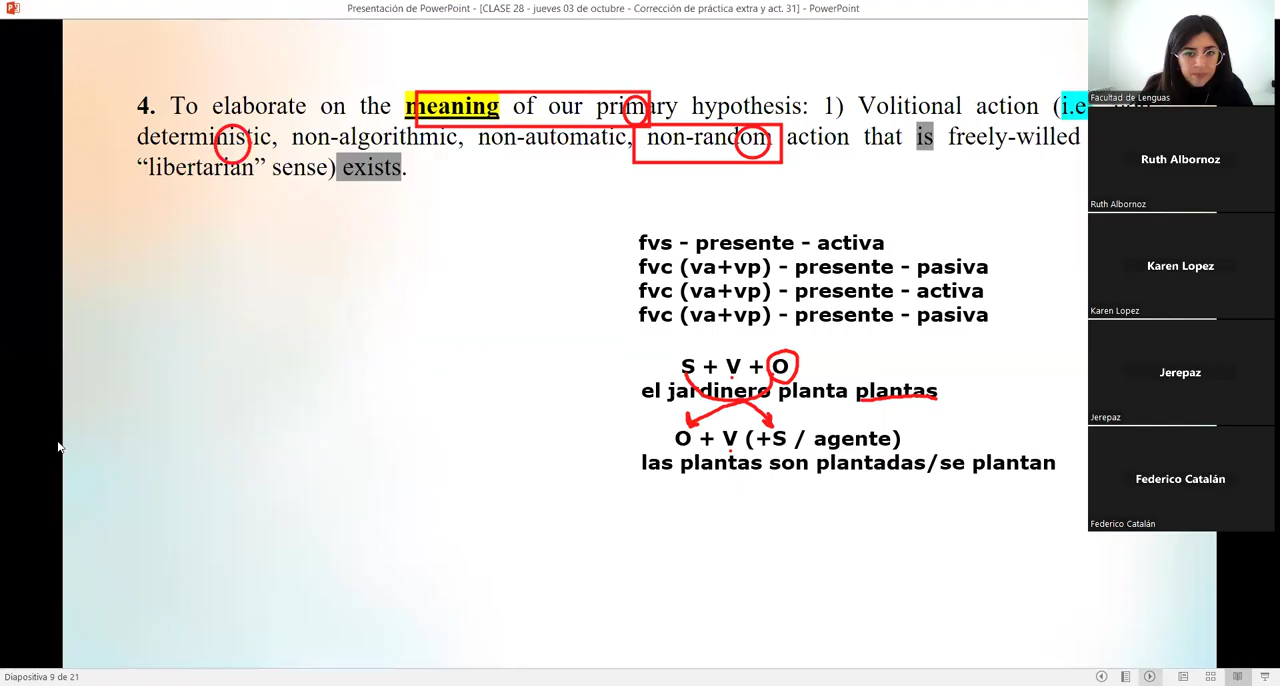 Presentación de PowerPoint - [CLASE 28 - jueves 03 de octubre - Corrección de práctica extra y act. 31] - PowerPoint
4. To elaborate on the meaning of our primary hypothesis: 1) Volitional action (i.e
deterministic, non-algorithmic, non-automatic, non-random action that is freely-willed
“libertarian” sense) exists.
fvs - presente - activa
fvc (va+vp) - presente - pasiva
fvc (va+vp) - presente - activa
fvc (va+vp) - presente - pasiva
S + V + O
el jardinero planta plantas
O + V (+S / agente)
las plantas son plantadas/se plantan
Facultad de Lenguas
Ruth Albornoz
Ruth Albornoz
Karen Lopez
Karen Lopez
Jerepaz
Jerepaz
Federico Catalán
Federico Catalán
Diapositiva 9 de 21